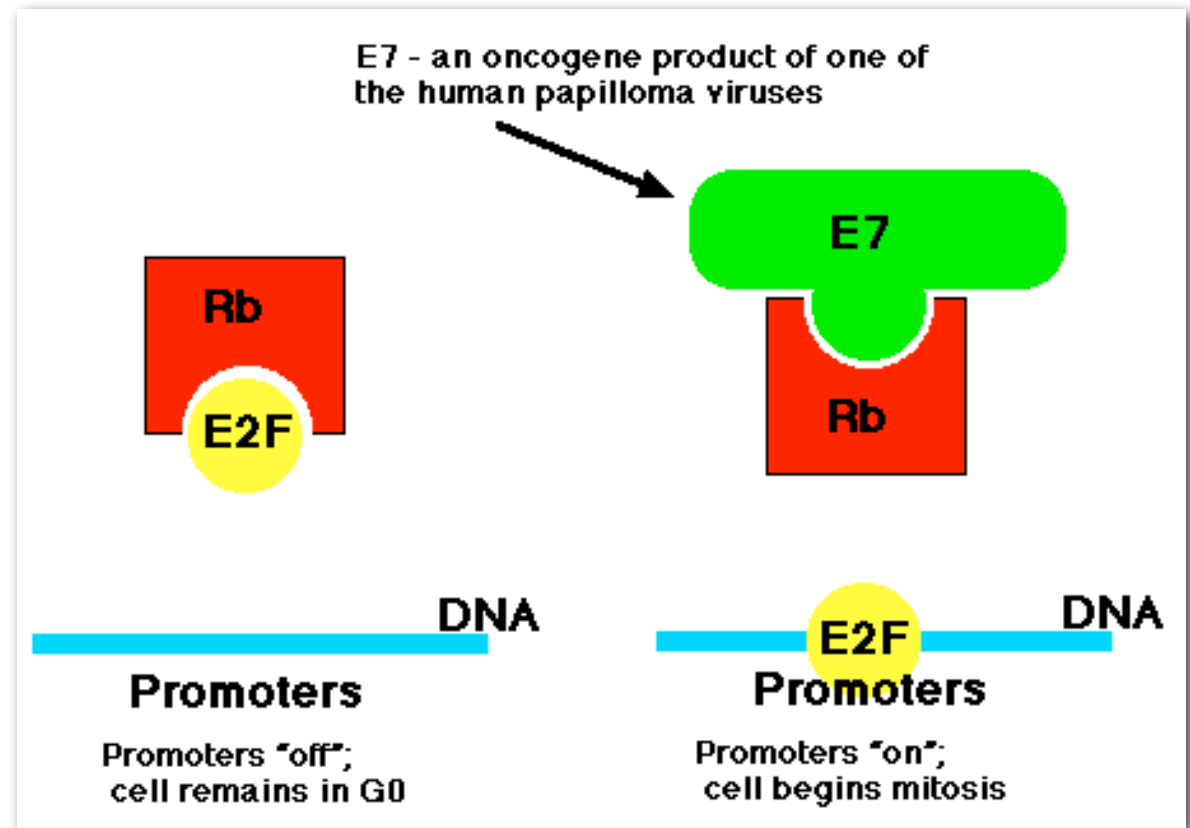 E7 - an oncogene product of one of
the human papilloma viruses
E7
Rb
Rb
E2F
DNA
DNA
E2F
Promoters
Promoters
Promoters "off";
cell remains in G0
Promoters "on";
cell begins mitosis